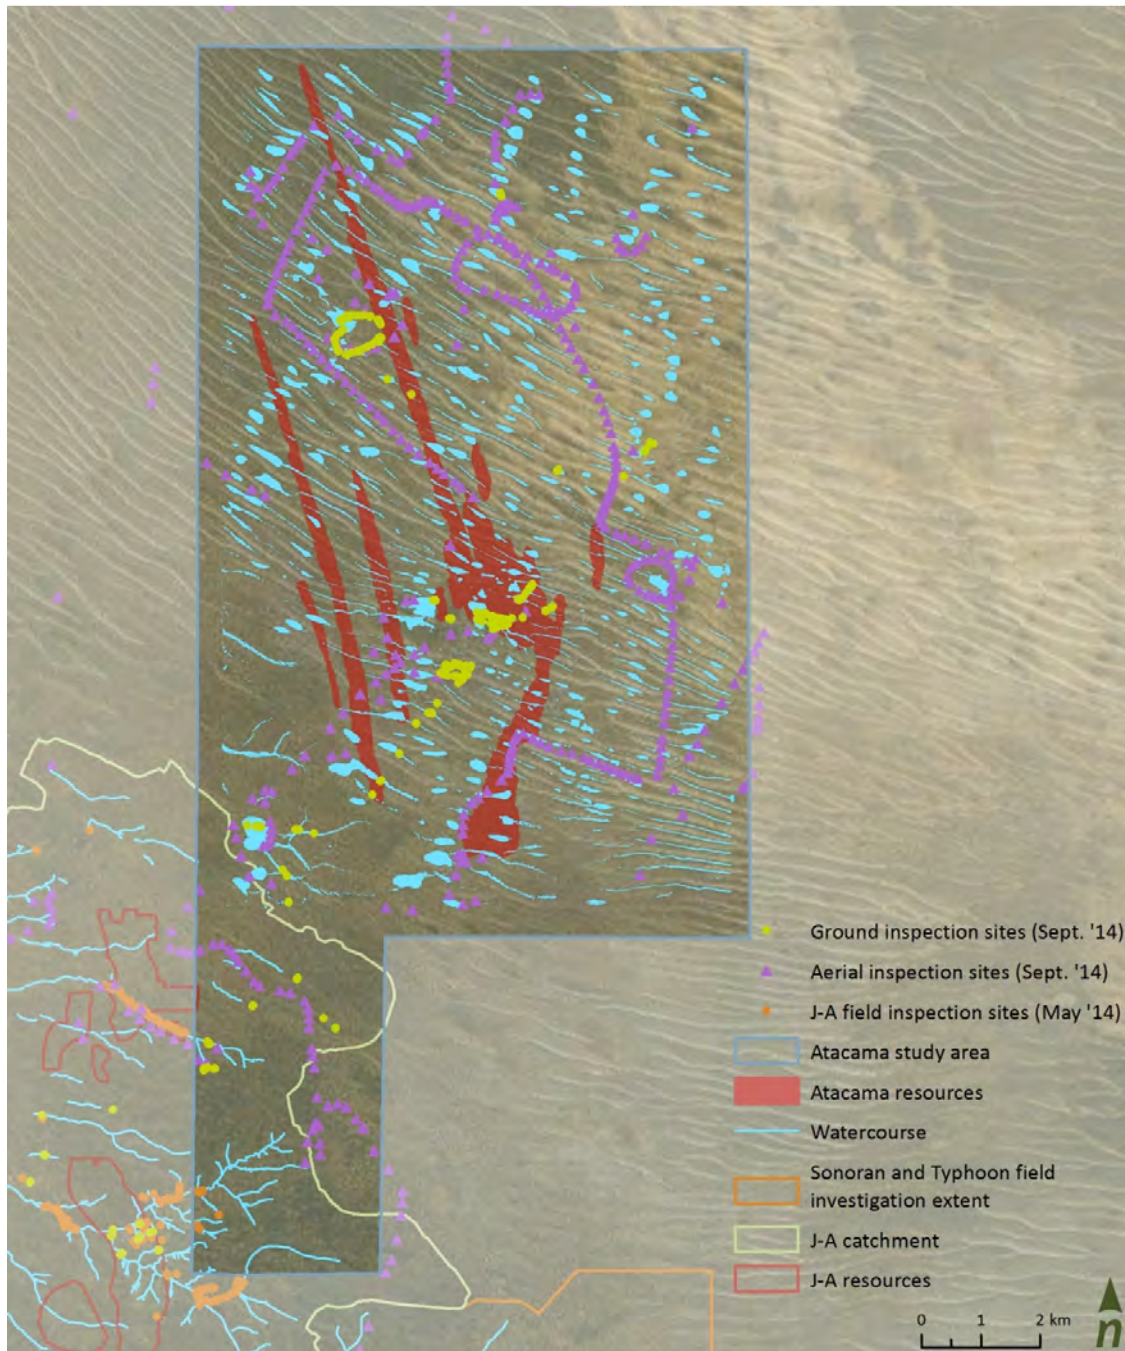 Ground inspection sites (Sept. '14)
Aerial inspection sites (Sept. '14)
J-A field inspection sites (May '14)
Atacama study area
Atacama resources
Watercourse
Sonoran and Typhoon field
investigation extent
J-A catchment
J-A resources
0 1 2 km
n